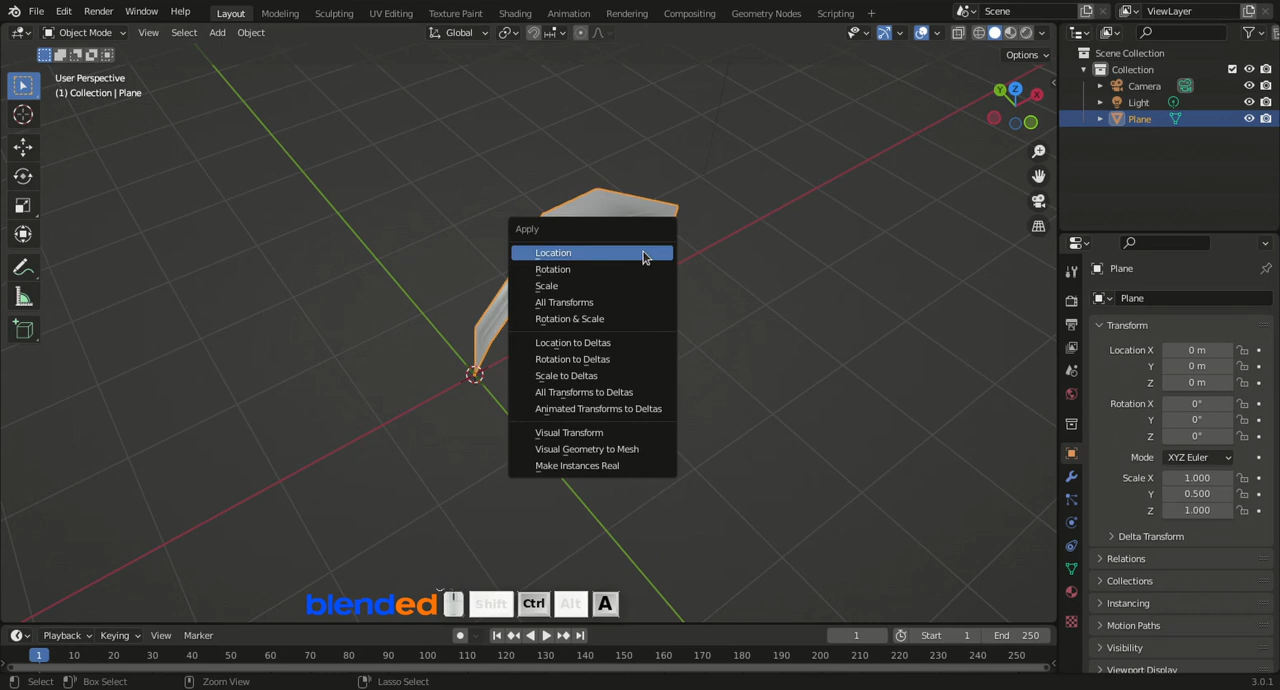 File Edit Render Window Help Layout Modeling Sculpting UV Editing Texture Paint Shading Animation Rendering Compositing Geometry Nodes Scripting + Scene ViewLayer
Object Mode View Select Add Object Global
Options
User Perspective
(1) Collection | Plane
Scene Collection
Collection
Camera
Light
Plane
Y Z X
Apply
Location
Rotation
Scale
All Transforms
Rotation & Scale
Location to Deltas
Rotation to Deltas
Scale to Deltas
All Transforms to Deltas
Animated Transforms to Deltas
Visual Transform
Visual Geometry to Mesh
Make Instances Real
Plane
Plane
Transform
Location X 0 m
Y 0 m
Z 0 m
Rotation X 0°
Y 0°
Z 0°
Mode XYZ Euler
Scale X 1.000
Y 0.500
Z 1.000
Delta Transform
Relations
Collections
Instancing
Motion Paths
Visibility
Viewport Display
blended Shift Ctrl Alt A
Playback Keying View Marker 1 Start 1 End 250
1 10 20 30 40 50 60 70 80 90 100 110 120 130 140 150 160 170 180 190 200 210 220 230 240 250
Select Box Select Zoom View Lasso Select 3.0.1